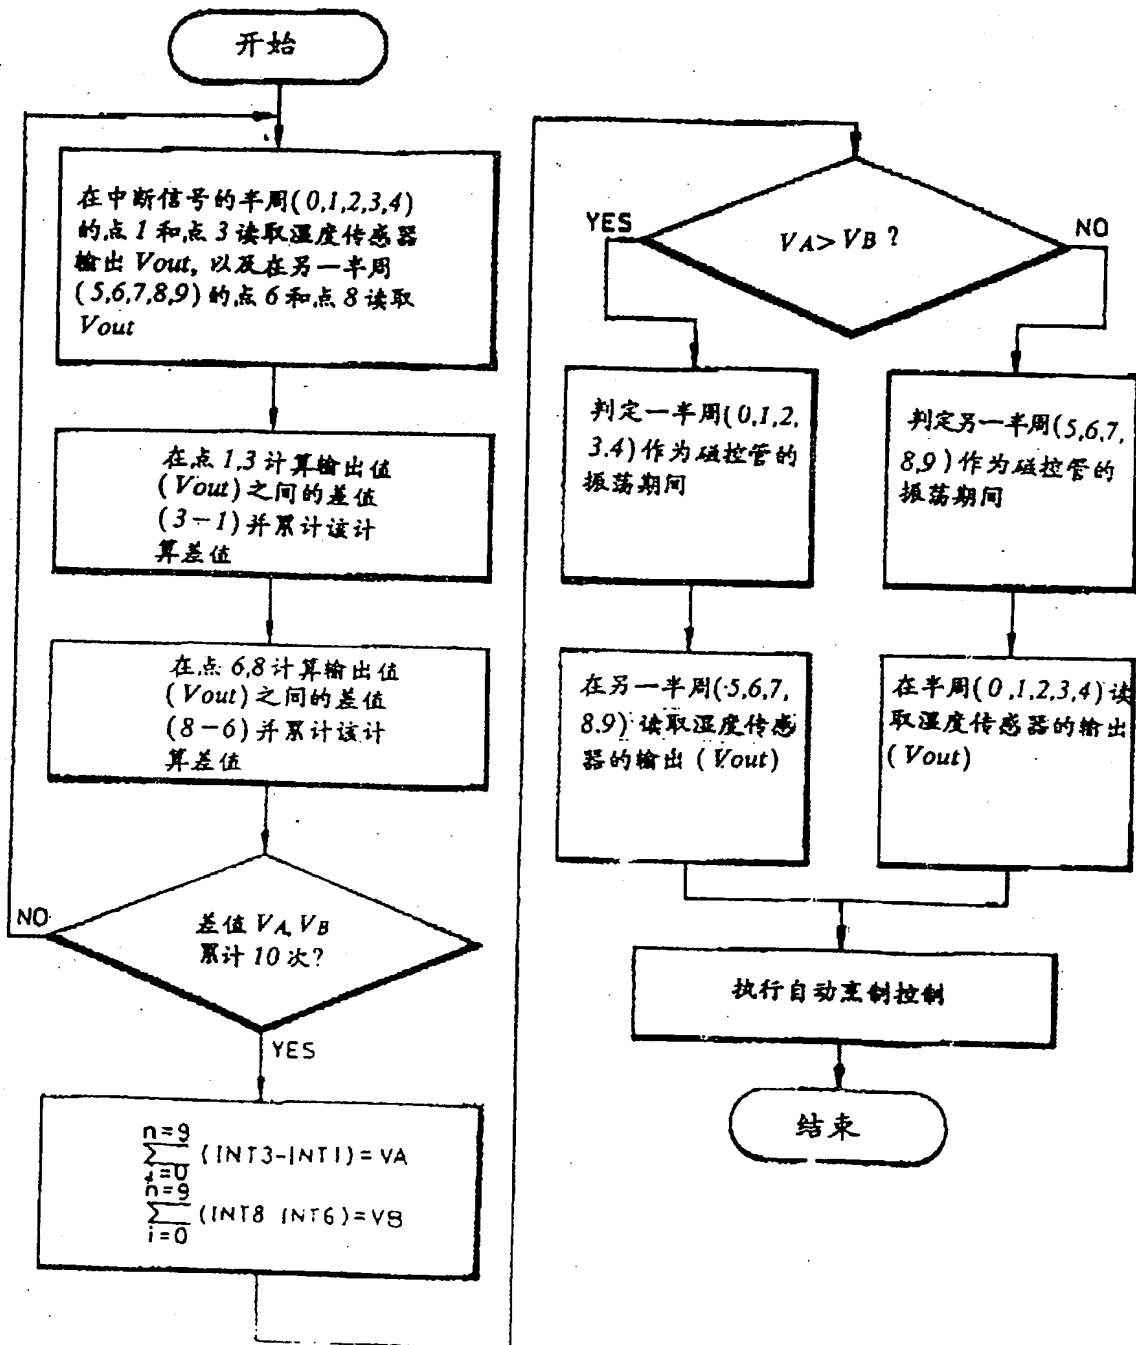 开始
在中断信号的半周(0,1,2,3,4)
的点1和点3读取湿度传感器
输出Vout,以及在另一半周
(5,6,7,8,9)的点6和点8读取
Vout
在点1,3计算输出值
(Vout)之间的差值
(3-1)并累计该计
算差值
在点6,8计算输出值
(Vout)之间的差值
(8-6)并累计该计
算差值
NO
差值VA,VB
累计10次?
YES
n=9
∑ (INT3-INT1)=VA
i=0
n=9
∑ (INT8 INT6)=VB
i=0
YES
VA>VB?
NO
判定一半周(0,1,2,
3.4)作为磁控管的
振荡期间
判定另一半周(5,6,7,
8,9)作为磁控管的
振荡期间
在另一半周(5,6,7,
8.9)读取湿度传感
器的输出(Vout)
在半周(0,1,2,3,4)读
取湿度传感器的输出
(Vout)
执行自动烹制控制
结束